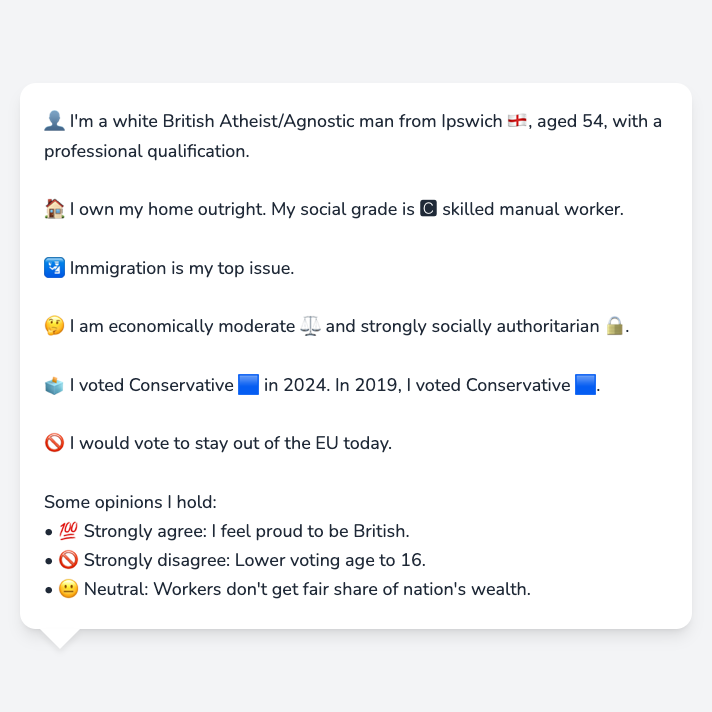 👤 I'm a white British Atheist/Agnostic man from Ipswich 🏴󠁧󠁢󠁥󠁮󠁧󠁿, aged 54, with a
professional qualification.
🏠 I own my home outright. My social grade is 🅲 skilled manual worker.
🛂 Immigration is my top issue.
🤔 I am economically moderate ⚖️ and strongly socially authoritarian 🔒.
🗳️ I voted Conservative 🟦 in 2024. In 2019, I voted Conservative 🟦.
🚫 I would vote to stay out of the EU today.
Some opinions I hold:
• 💯 Strongly agree: I feel proud to be British.
• 🚫 Strongly disagree: Lower voting age to 16.
• 😐 Neutral: Workers don't get fair share of nation's wealth.